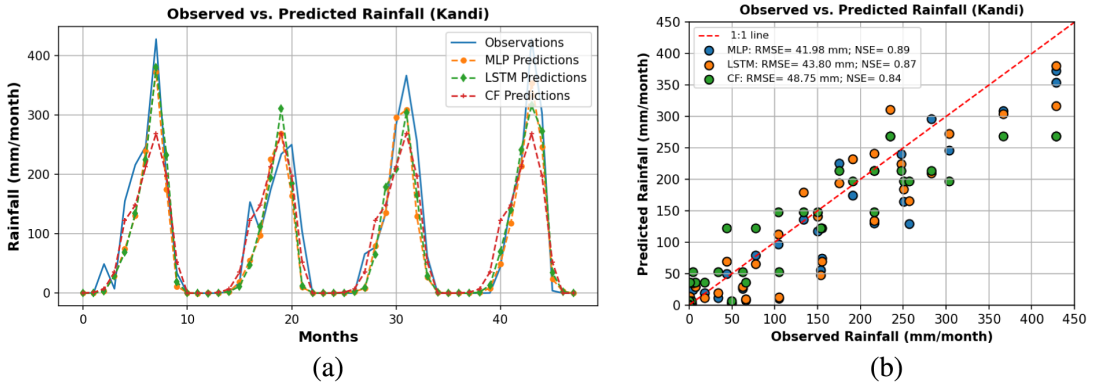 Observed vs. Predicted Rainfall (Kandi)
Rainfall (mm/month)
400
300
200
100
0
Observations
MLP Predictions
LSTM Predictions
CF Predictions
0 10 20 30 40
Months
(a)
Observed vs. Predicted Rainfall (Kandi)
Predicted Rainfall (mm/month)
450
400
350
300
250
200
150
100
50
0
1:1 line
MLP: RMSE= 41.98 mm; NSE= 0.89
LSTM: RMSE= 43.80 mm; NSE= 0.87
CF: RMSE= 48.75 mm; NSE= 0.84
0 50 100 150 200 250 300 350 400 450
Observed Rainfall (mm/month)
(b)